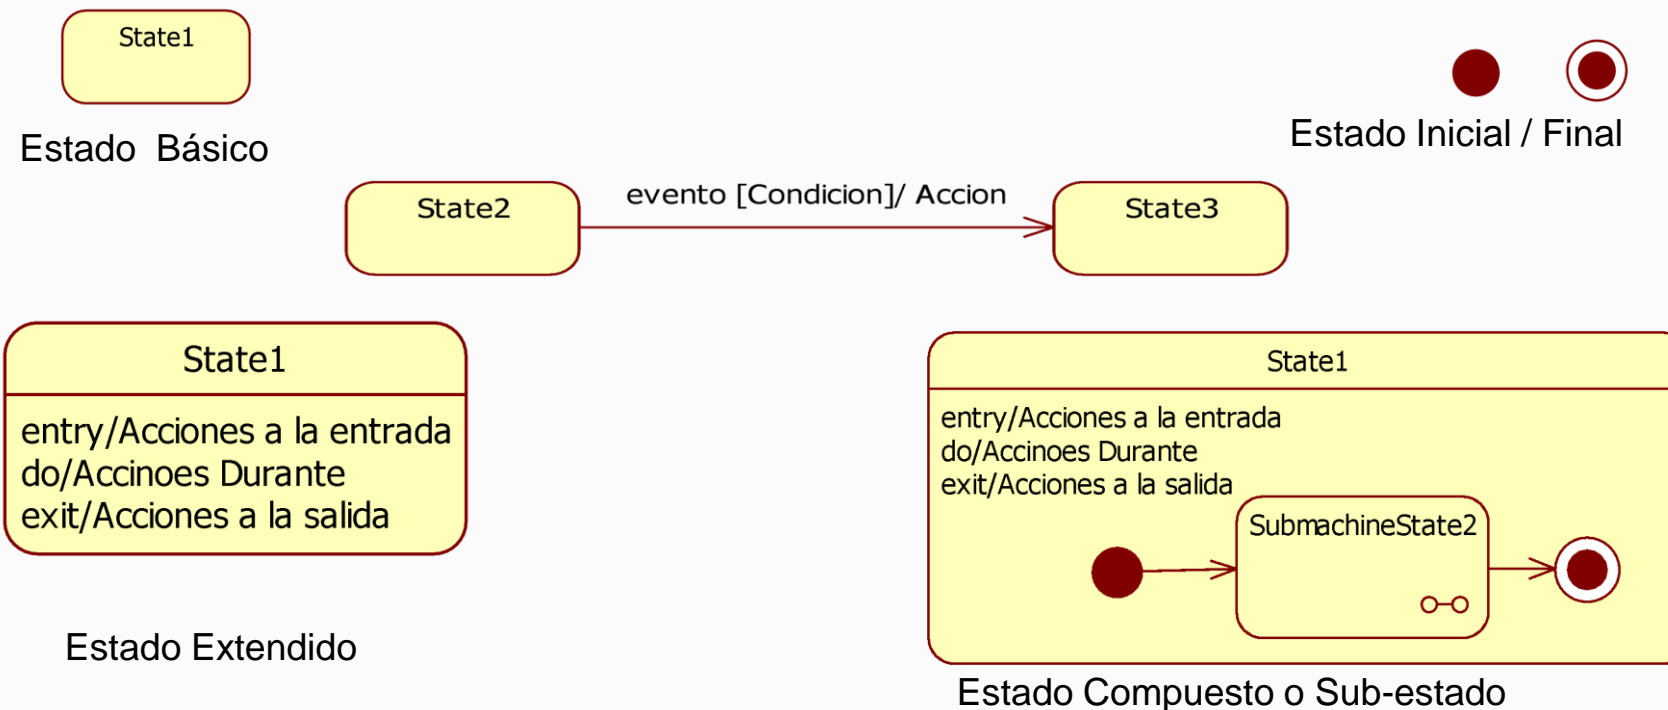 State1
Estado Básico
Estado Inicial / Final
State2
evento [Condicion]/ Accion
State3
State1
entry/Acciones a la entrada
do/Accinoes Durante
exit/Acciones a la salida
Estado Extendido
State1
entry/Acciones a la entrada
do/Accinoes Durante
exit/Acciones a la salida
SubmachineState2
Estado Compuesto o Sub-estado